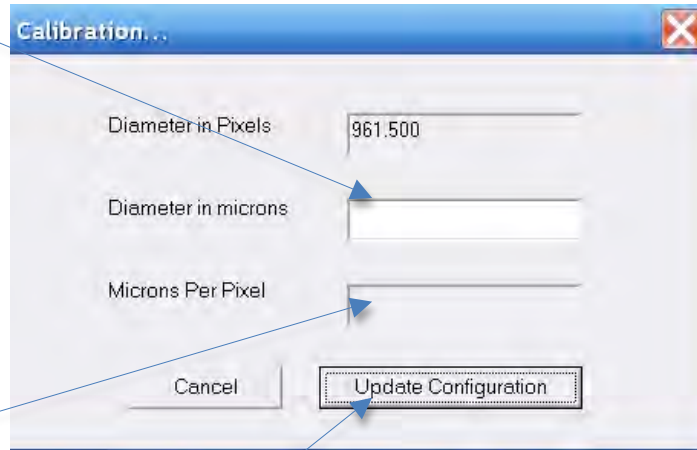 Calibration...
Diameter in Pixels 961.500
Diameter in microns
Microns Per Pixel
Cancel Update Configuration